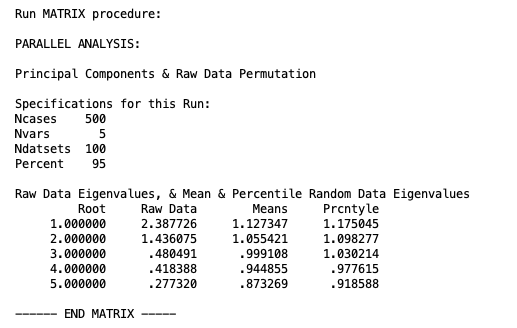 Run MATRIX procedure:
PARALLEL ANALYSIS:
Principal Components & Raw Data Permutation
Specifications for this Run:
Ncases    500
Nvars       5
Ndatsets  100
Percent    95
Raw Data Eigenvalues, & Mean & Percentile Random Data Eigenvalues
Root     Raw Data        Means     Prcntyle
1.000000     2.387726     1.127347     1.175045
2.000000     1.436075     1.055421     1.098277
3.000000      .480491      .999108     1.030214
4.000000      .418388      .944855      .977615
5.000000      .277320      .873269      .918588
------ END MATRIX -----